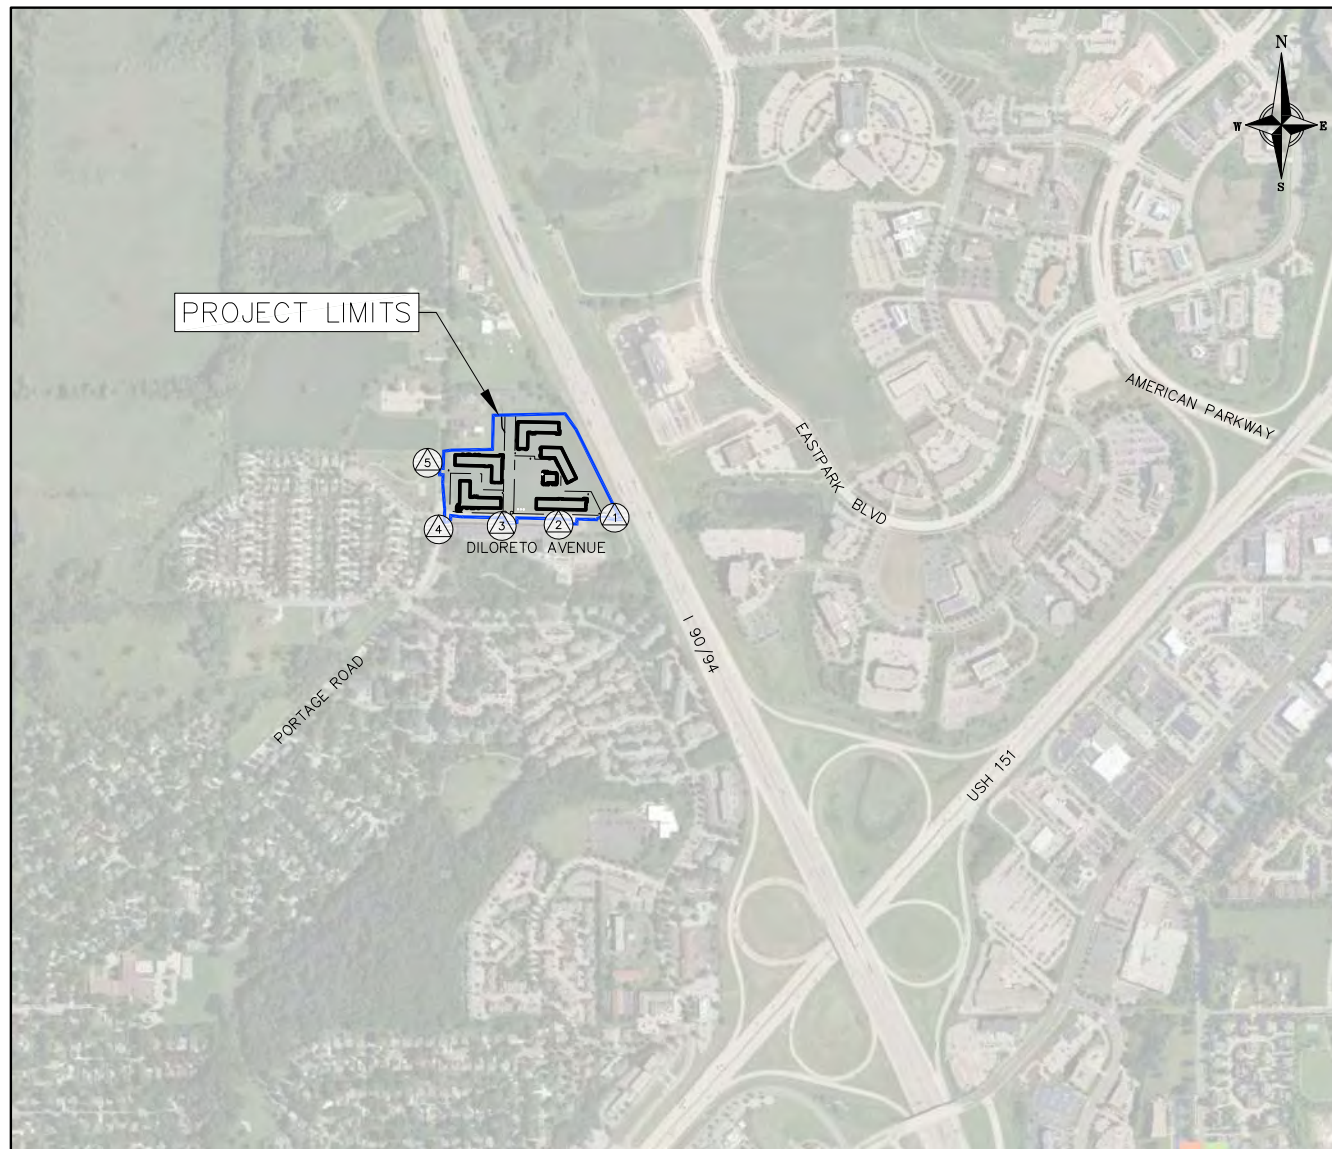 N
W E
S
PROJECT LIMITS
AMERICAN PARKWAY
EASTPARK BLVD
5
4
3
2
1
DILORETO AVENUE
I 90/94
PORTAGE ROAD
USH 151